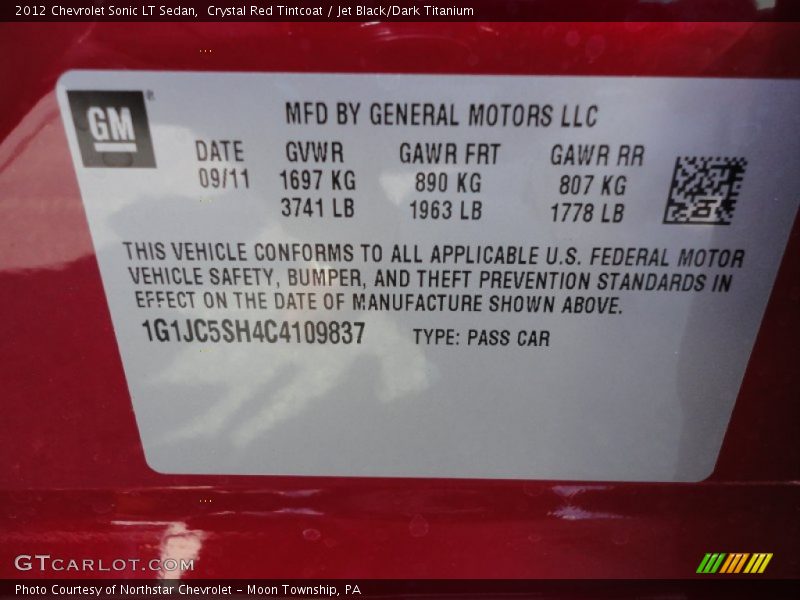 2012 Chevrolet Sonic LT Sedan,  Crystal Red Tintcoat / Jet Black/Dark Titanium
GM
MFD BY GENERAL MOTORS LLC
DATE GVWR GAWR FRT GAWR RR
09/11 1697 KG 890 KG 807 KG
3741 LB 1963 LB 1778 LB
THIS VEHICLE CONFORMS TO ALL APPLICABLE U.S. FEDERAL MOTOR
VEHICLE SAFETY, BUMPER, AND THEFT PREVENTION STANDARDS IN
EFFECT ON THE DATE OF MANUFACTURE SHOWN ABOVE.
1G1JC5SH4C4109837 TYPE: PASS CAR
GTCARLOT.COM
Photo Courtesy of Northstar Chevrolet - Moon Township, PA